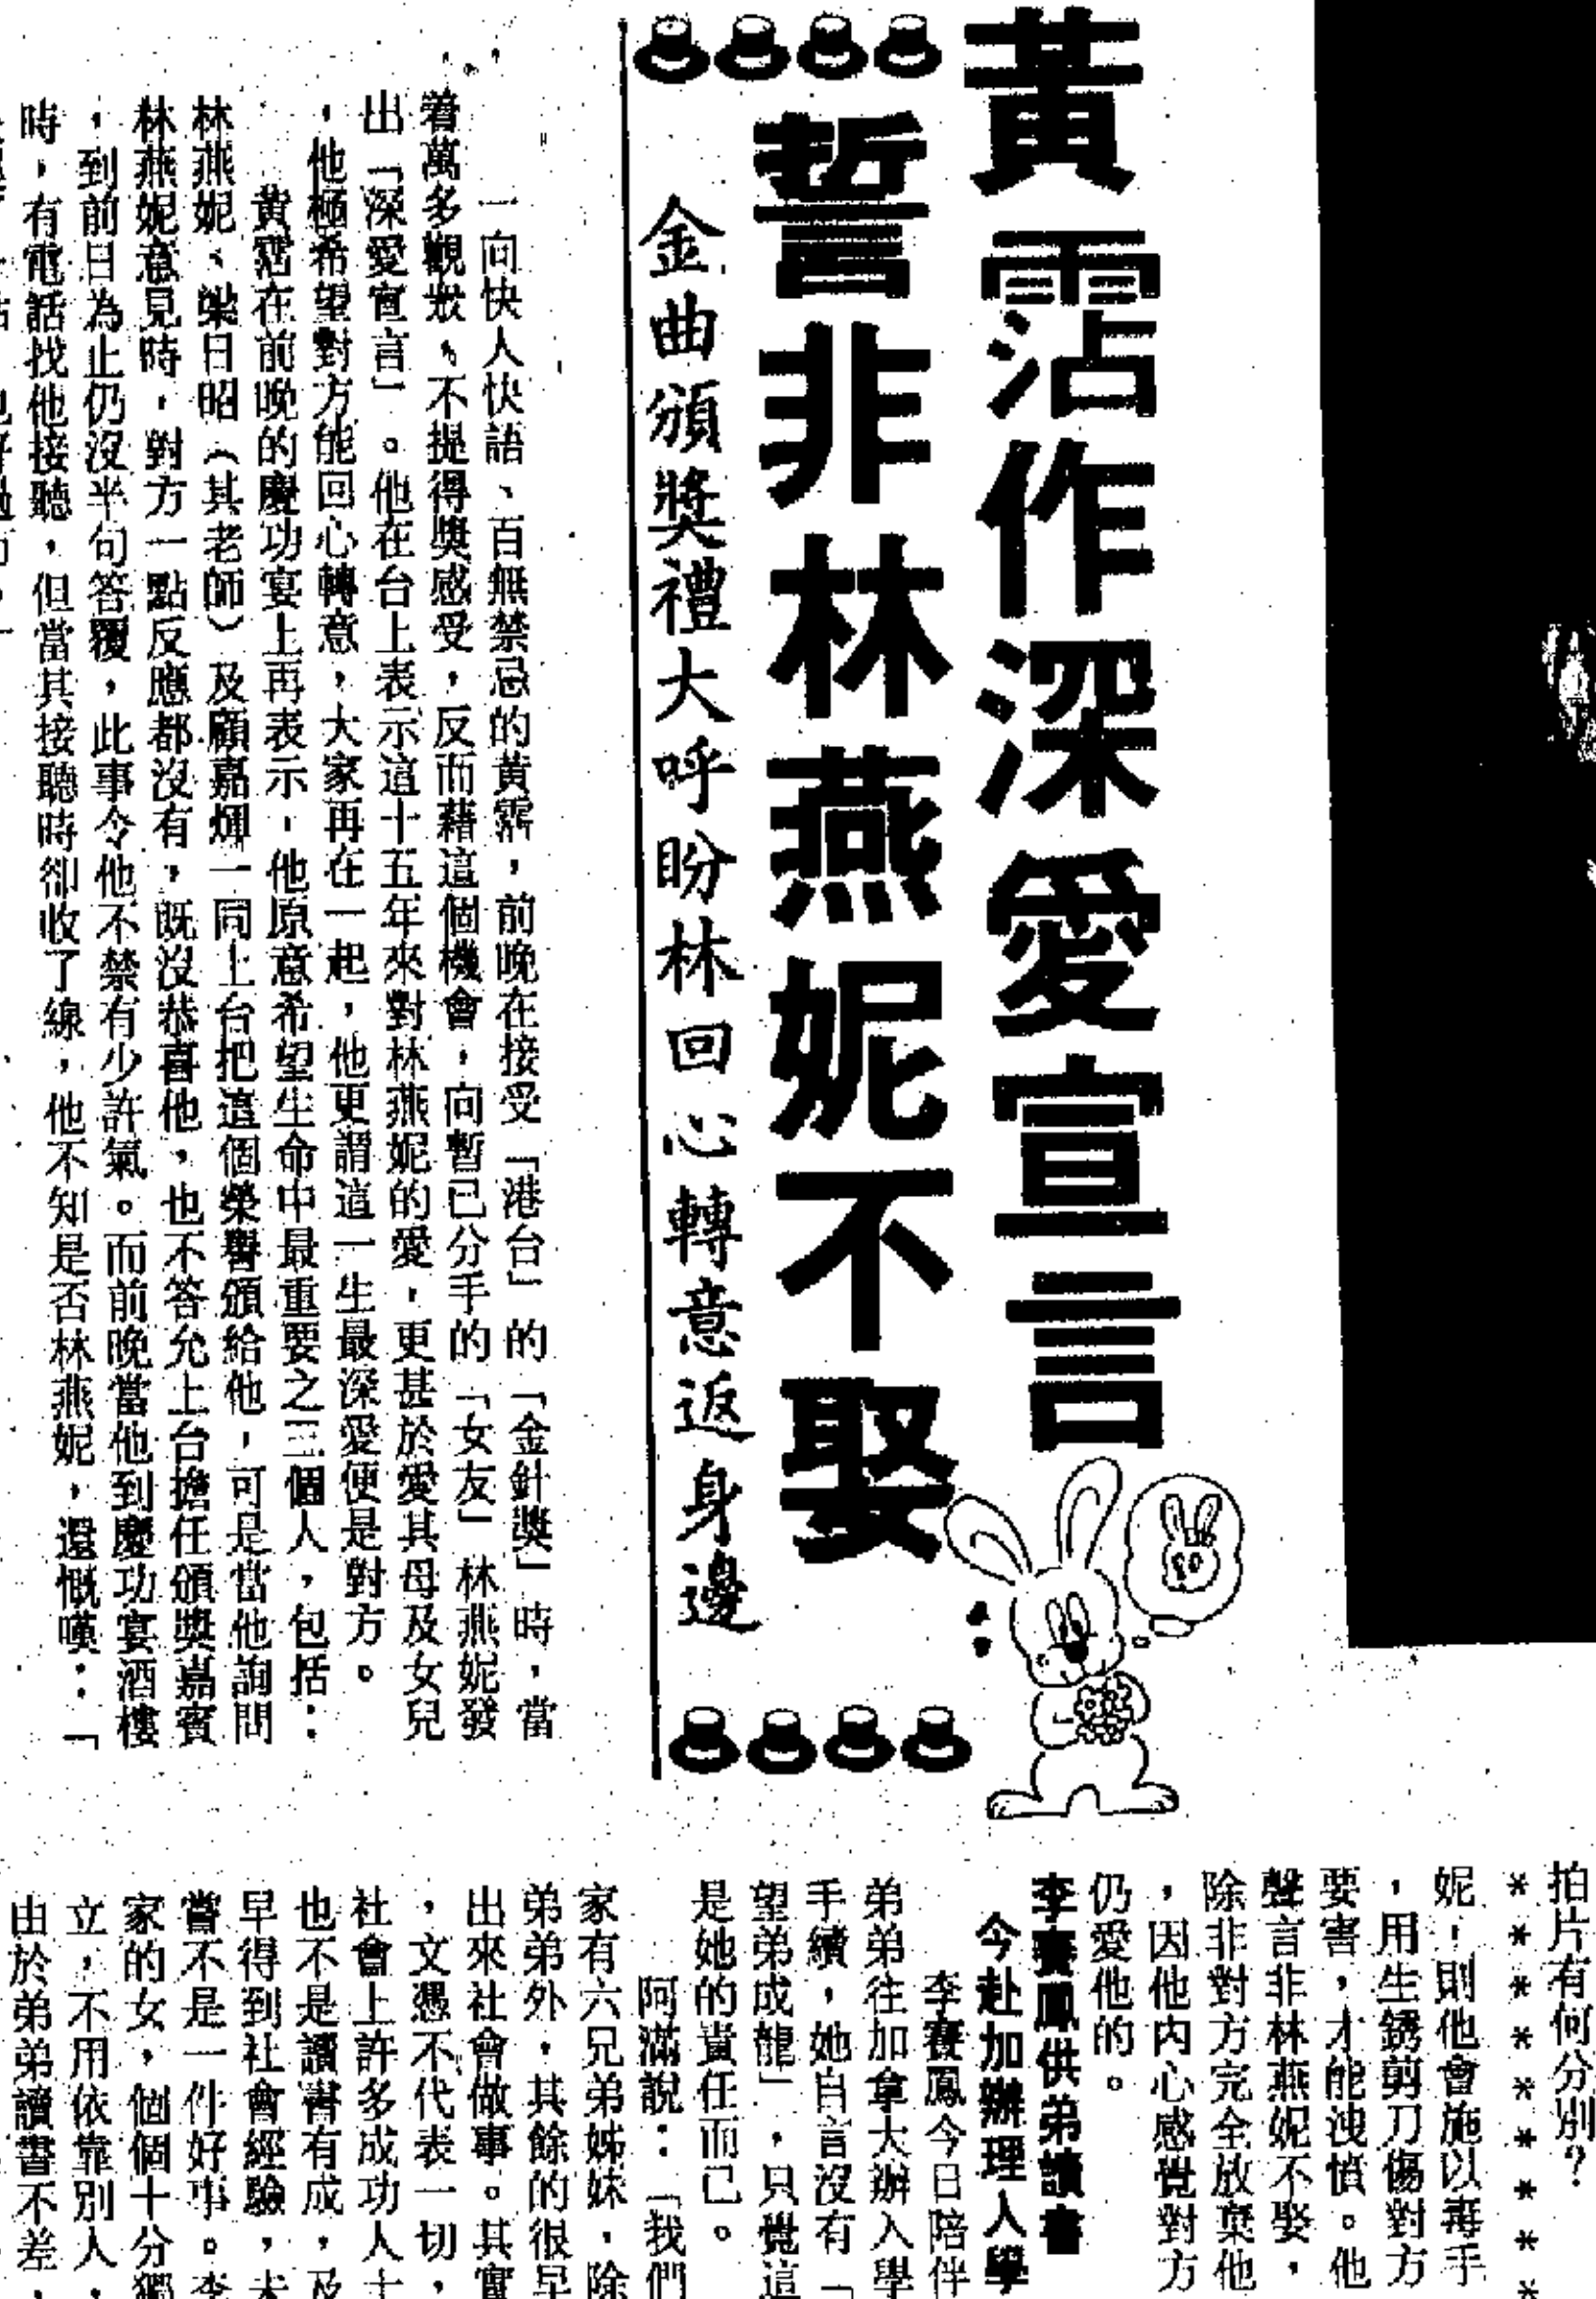 黃霑作深愛宣言
誓非林燕妮不娶
金曲頒獎禮大呼盼林回心轉意返身邊
一向快人快語、百無禁忌的黃霑，前晚在接受「港台」的「金針獎」時，當
着萬多觀眾，不提得獎感受，反而藉這個機會，向暫已分手的「女友」林燕妮發
出「深愛宣言」。他在台上表示這十五年來對林燕妮的愛，更甚於愛其母及女兒
，他極希望對方能回心轉意，大家再在一起，他更謂這一生最深愛便是對方。
黃霑在前晚的慶功宴上再表示，他原意希望生命中最重要之三個人，包括：
林燕妮、梁日昭（其老師）及顧嘉煇一同上台把這個榮譽頒給他，可是當他詢問
林燕妮意見時，對方一點反應都沒有，既沒恭喜他，也不答允上台擔任頒獎嘉賓
，到前日為止仍沒半句答覆，此事令他不禁有少許氣。而前晚當他到慶功宴酒樓
時，有電話找他接聽，但當其接聽時卻收了線，他不知是否林燕妮，還慨嘆：「
拍片有何分別？
＊＊＊＊＊＊＊＊
妮，則他會施以毒手
，用生銹剪刀傷對方
要害，才能洩憤。他
聲言非林燕妮不娶，
除非對方完全放棄他
，因他內心感覺對方
仍愛他的。
李賽鳳供弟讀書
今赴加辦理入學
李賽鳳今日陪伴
弟弟往加拿大辦入學
手續，她自言沒有「
望弟成龍」，只覺這
是她的責任而已。
阿滿說：「我們
家有六兄弟姊妹，除
弟弟外，其餘的很早
出來社會做事。其實
，文憑不代表一切，
社會上許多成功人士
也不是讀書有成，及
早得到社會經驗，未
嘗不是一件好事。李
家的女，個個十分獨
立，不用依靠別人，
由於弟弟讀書不差，